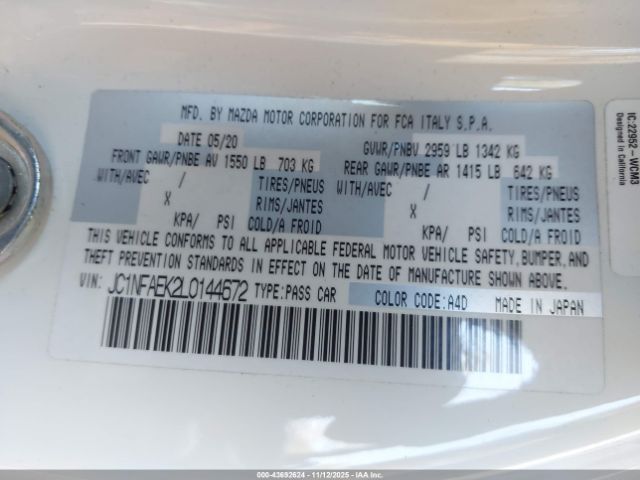 MFD. BY MAZDA MOTOR CORPORATION FOR FCA ITALY S.P.A.
DATE 05/20 GVWR/PNBV 2959 LB 1342 KG
FRONT GAWR/PNBE AV 1550 LB 703 KG REAR GAWR/PNBE AR 1415 LB 642 KG
WITH/AVEC / TIRES/PNEUS WITH/AVEC / TIRES/PNEUS
X RIMS/JANTES X RIMS/JANTES
KPA/ PSI COLD/A FROID KPA/ PSI COLD/A FROID
THIS VEHICLE CONFORMS TO ALL APPLICABLE FEDERAL MOTOR VEHICLE SAFETY, BUMPER, AND
THEFT PREVENTION STANDARDS IN EFFECT ON THE DATE OF MANUFACTURE SHOWN ABOVE.
VIN: JC1NFAEK2L0144672 TYPE:PASS CAR COLOR CODE:A4D MADE IN JAPAN
IC:22952-WCM3
Designed in California
00-43692624 - 11/12/2025 - IAA, Inc.